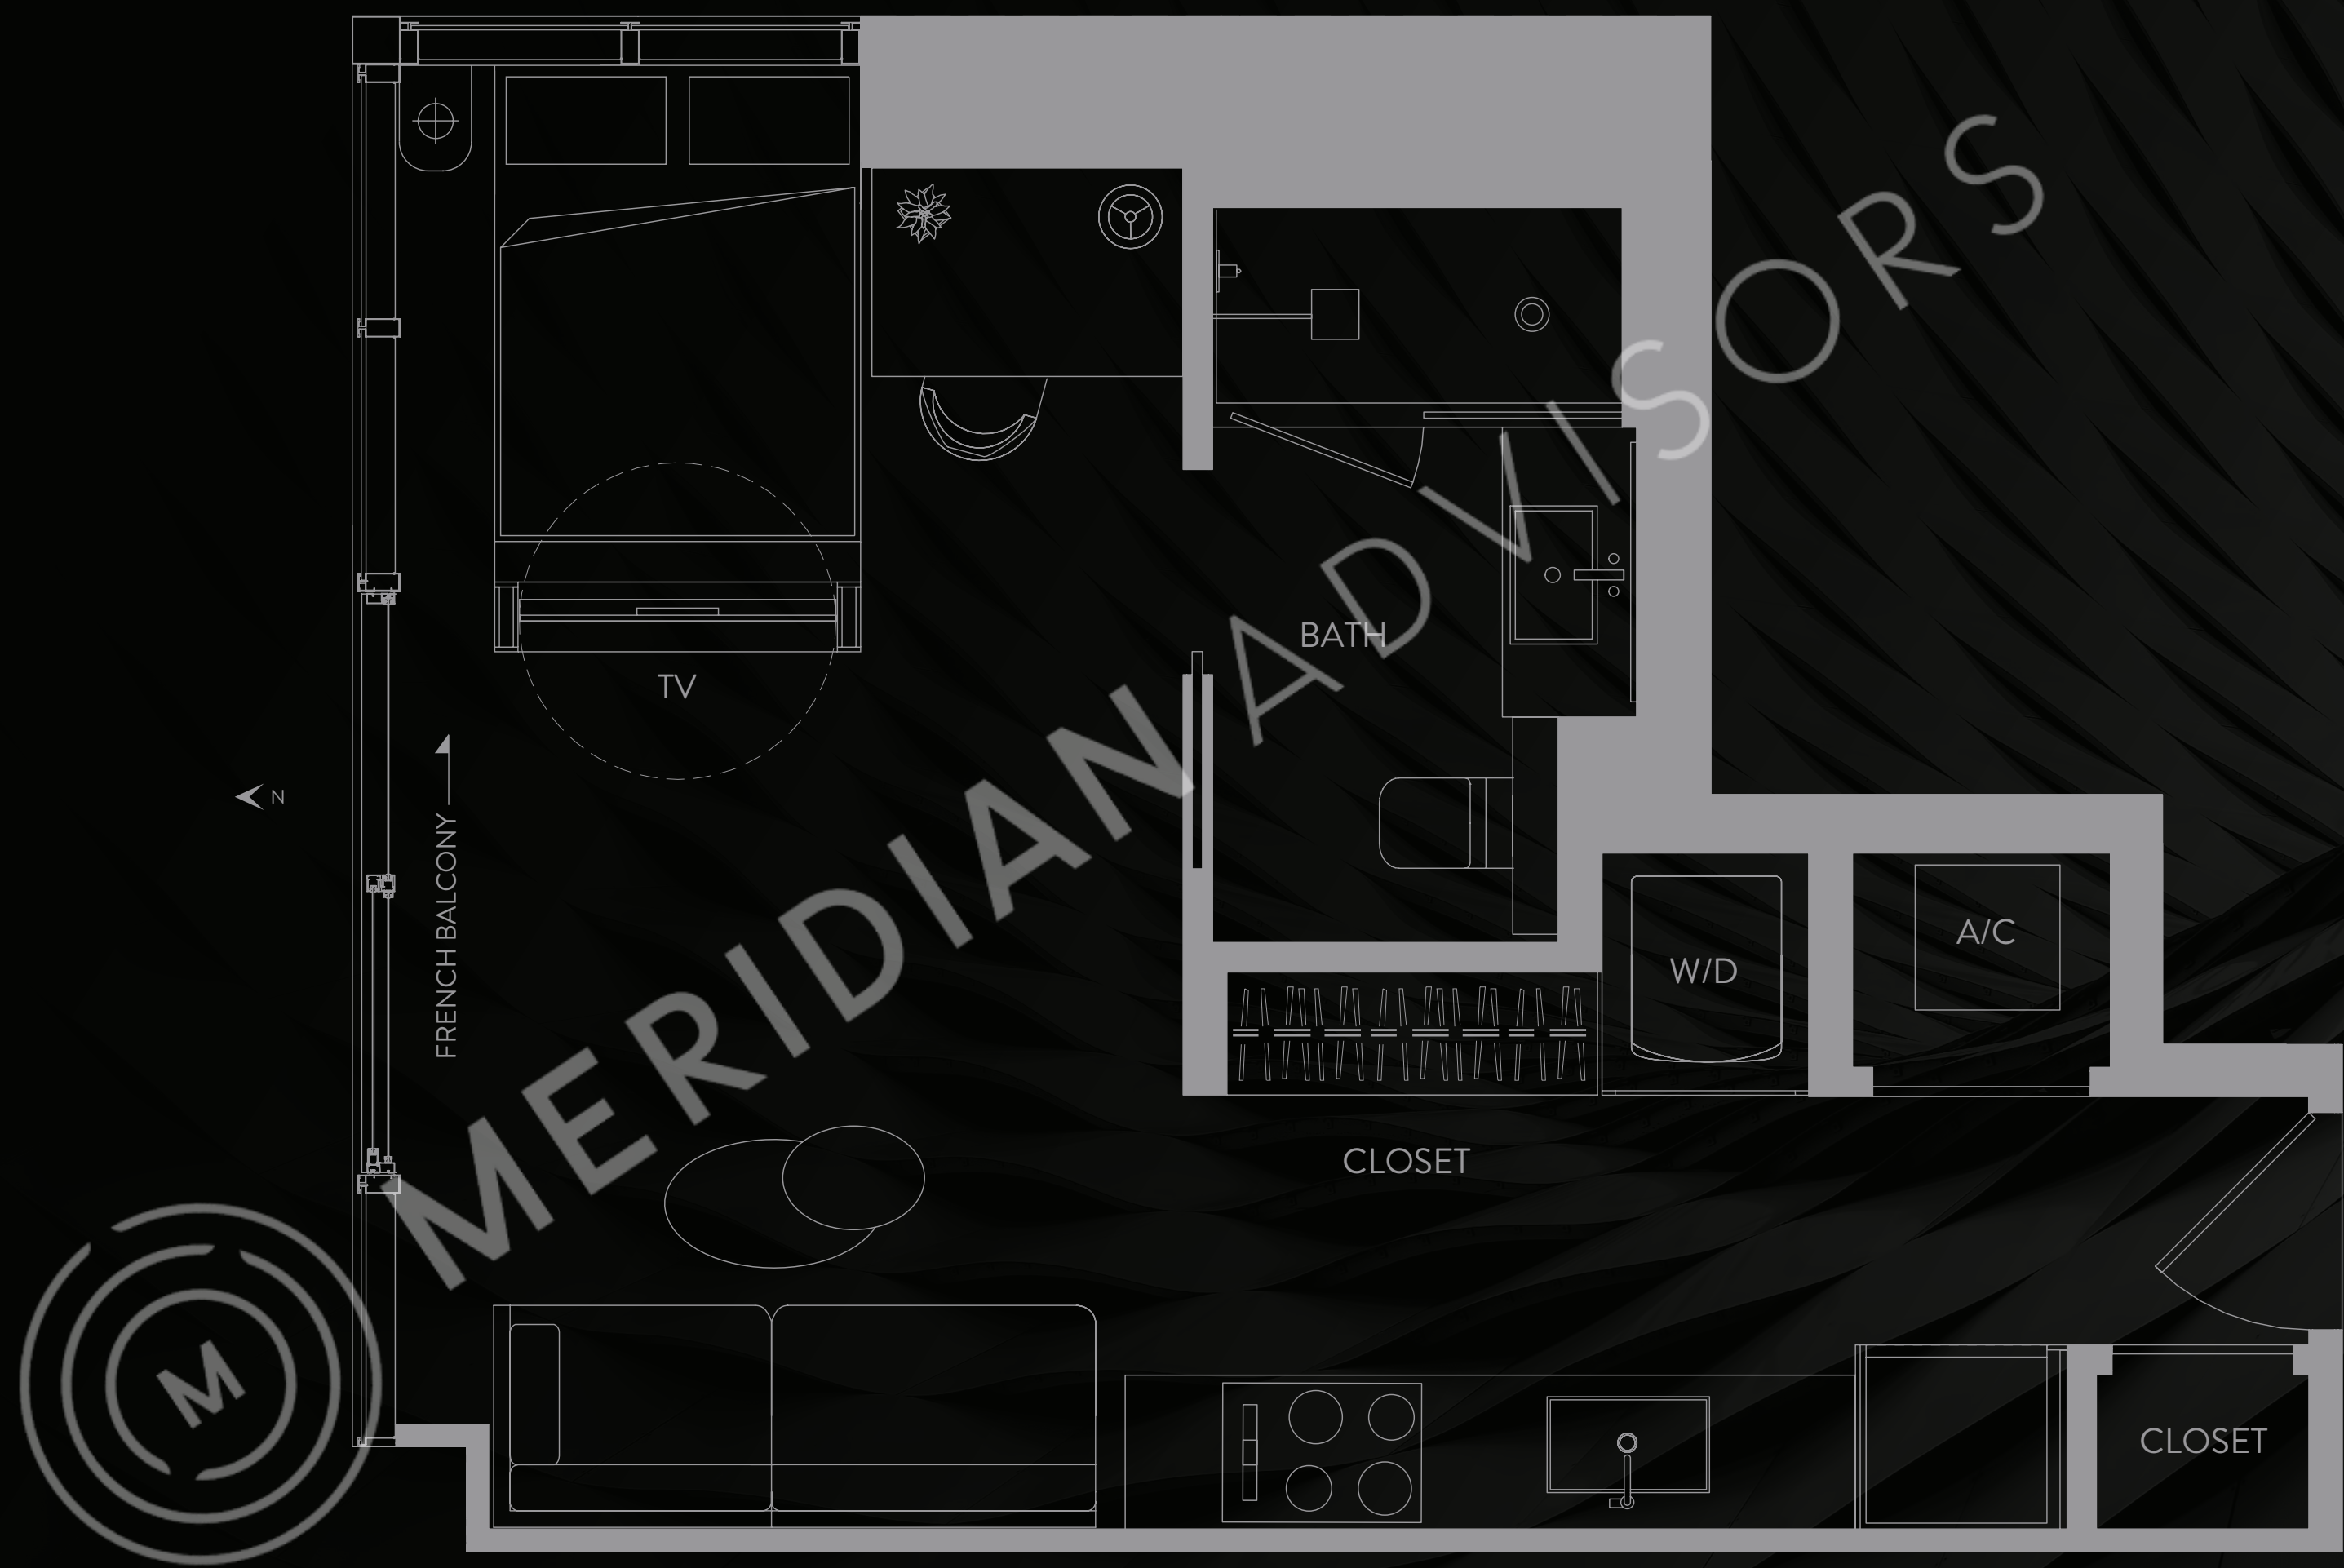 BATH
TV
N
FRENCH BALCONY
W/D
A/C
CLOSET
CLOSET
MERIDIAN ADVISORS
M